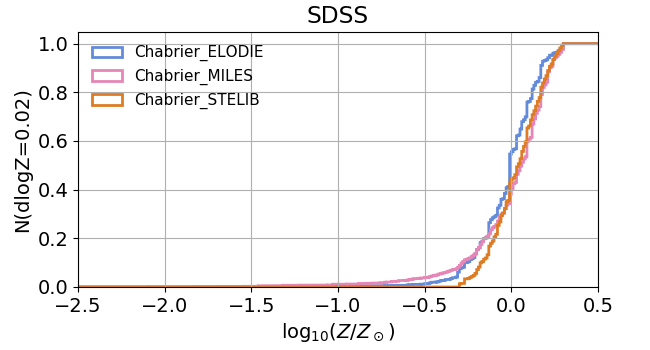 SDSS
Chabrier_ELODIE
Chabrier_MILES
Chabrier_STELIB
N(dlogZ=0.02)
1.0
0.8
0.6
0.4
0.2
0.0
−2.5 −2.0 −1.5 −1.0 −0.5 0.0 0.5
log₁₀(Z/Z⊙)